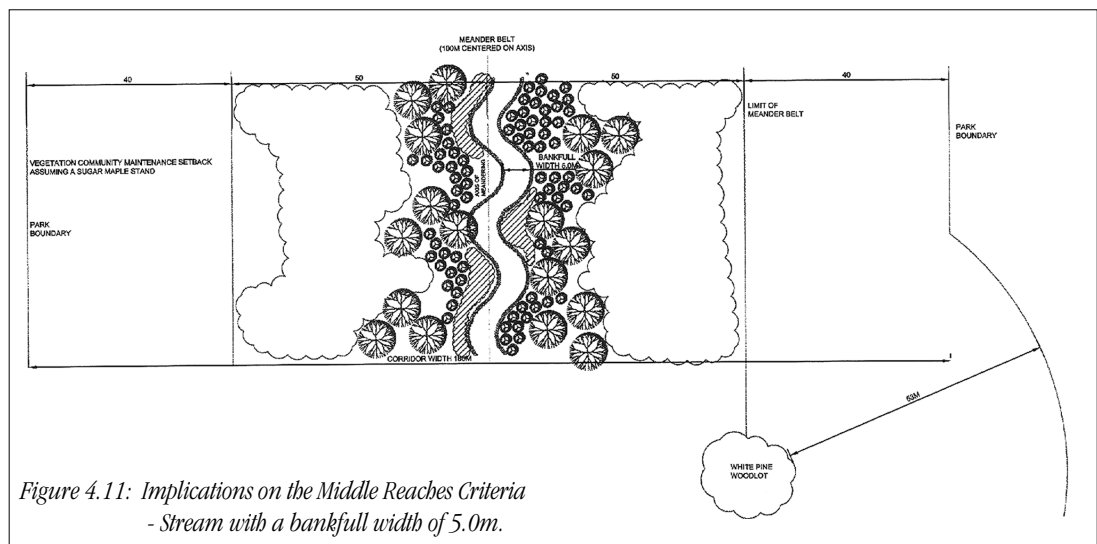 MEANDER BELT
(100M CENTERED ON AXIS)
40
50
50
40
LIMIT OF
MEANDER BELT
PARK
BOUNDARY
VEGETATION COMMUNITY MAINTENANCE SETBACK
ASSUMING A SUGAR MAPLE STAND
BANKFULL
WIDTH 5.0M
AXIS OF
MEANDERING
PARK
BOUNDARY
CORRIDOR WIDTH 180M
WHITE PINE
WOODLOT
Figure 4.11: Implications on the Middle Reaches Criteria
- Stream with a bankfull width of 5.0m.